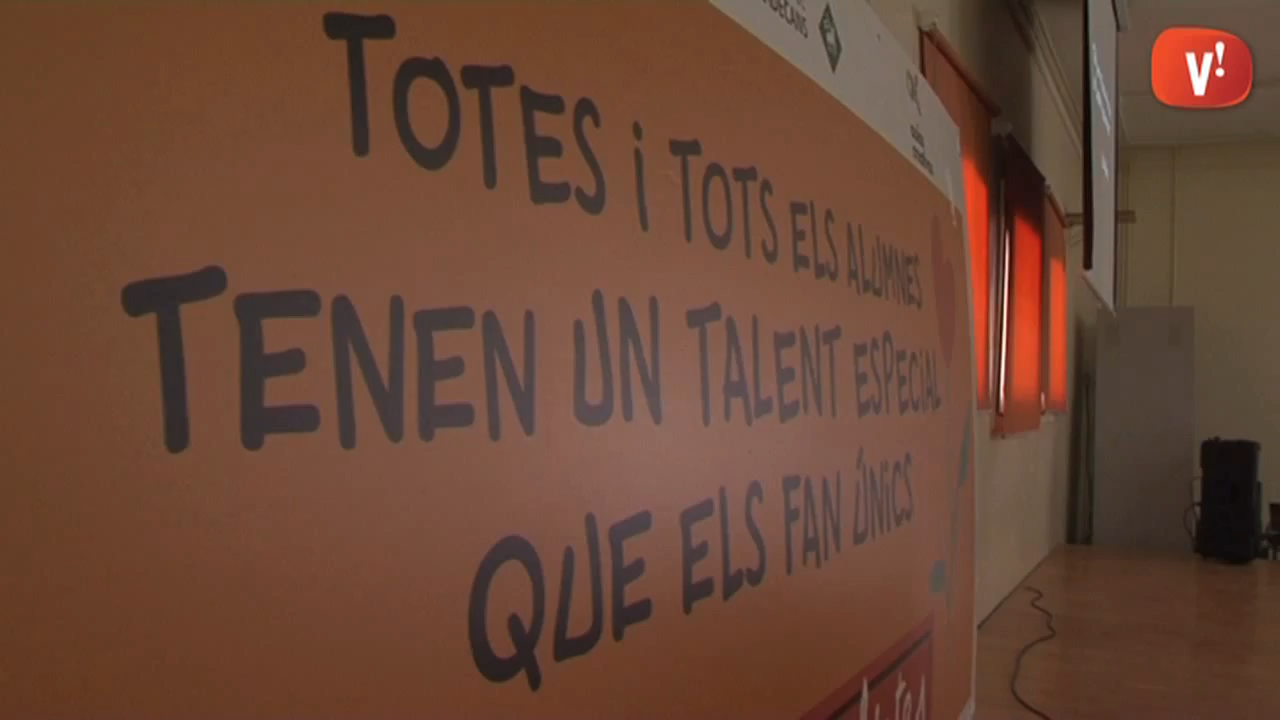 V!
TOTES i TOTS ELS ALUMNES
TENEN UN TALENT ESPECIAL
QUE ELS FAN ÚNiCS